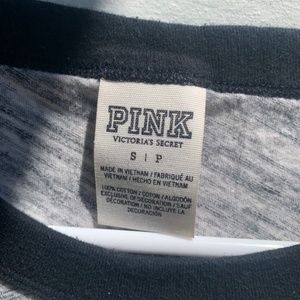 PINK
VICTORIA'S SECRET
S | P
MADE IN VIETNAM / FABRIQUÉ AU
VIETNAM / HECHO EN VIETNAM
100% COTTON / COTON / ALGODÓN
EXCLUSIVE OF DECORATION / SAUF
DÉCORATION / NO INCLUYE LA
DECORACIÓN